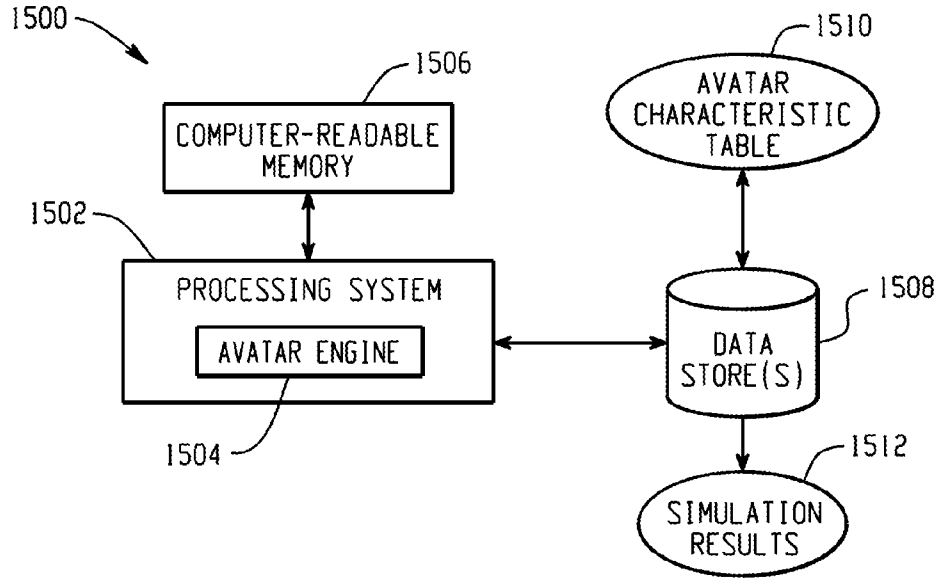 1500
1506
COMPUTER-READABLE
MEMORY
1510
AVATAR
CHARACTERISTIC
TABLE
1502
PROCESSING SYSTEM
AVATAR ENGINE
1504
1508
DATA
STORE(S)
1512
SIMULATION
RESULTS